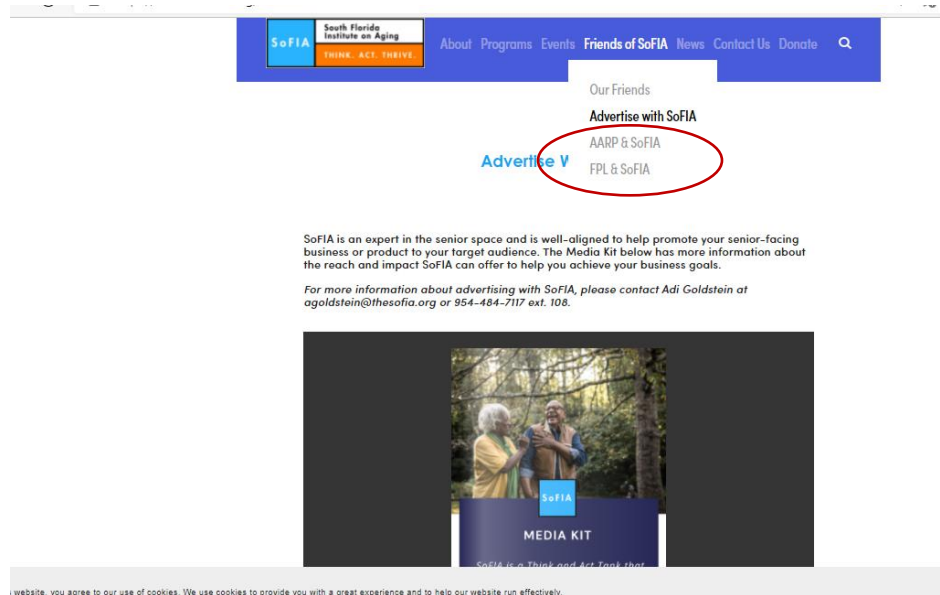 SoFIA
South Florida
Institute on Aging
THINK. ACT. THRIVE.
About Programs Events Friends of SoFIA News Contact Us Donate
Our Friends
Advertise with SoFIA
AARP & SoFIA
FPL & SoFIA
Advertise
SoFIA is an expert in the senior space and is well-aligned to help promote your senior-facing
business or product to your target audience. The Media Kit below has more information about
the reach and impact SoFIA can offer to help you achieve your business goals.
For more information about advertising with SoFIA, please contact Adi Goldstein at
agoldstein@thesofia.org or 954-484-7117 ext. 108.
SoFIA
MEDIA KIT
SoFIA is a Think and Act Tank that
website, you agree to our use of cookies. We use cookies to provide you with a great experience and to help our website run effectively.